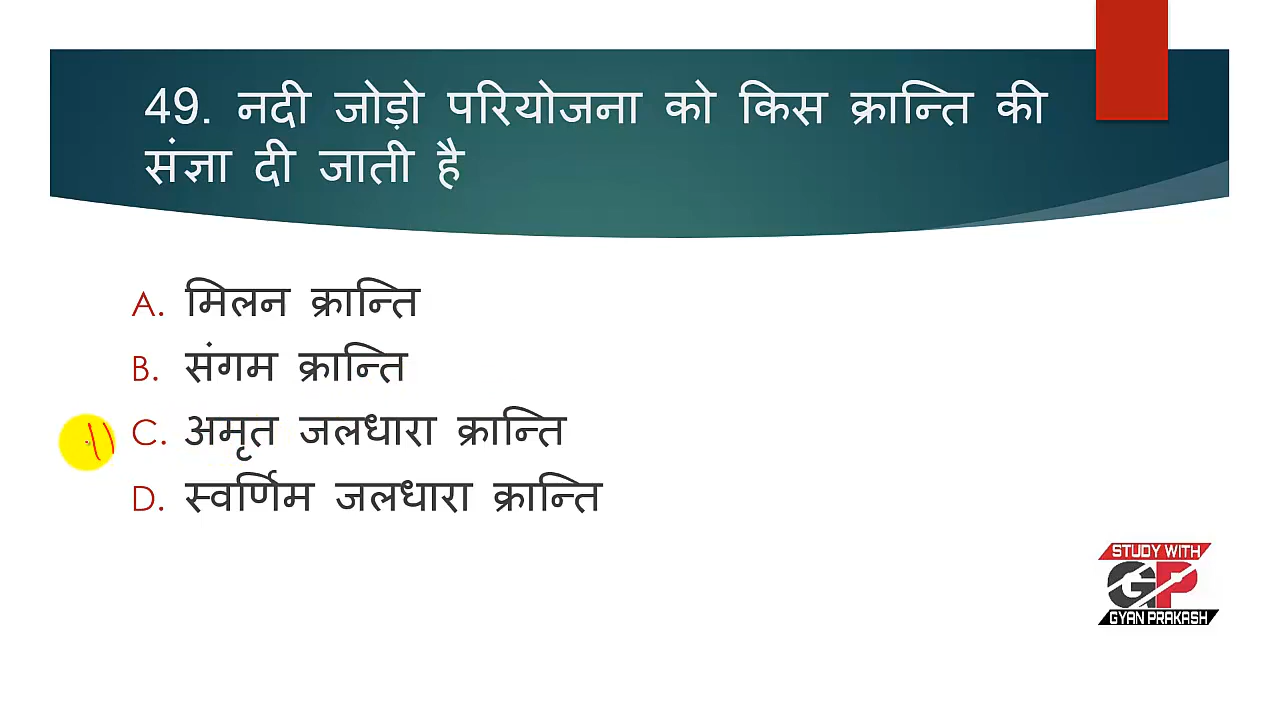 49. नदी जोड़ो परियोजना को किस क्रान्ति की
संज्ञा दी जाती है
A. मिलन क्रान्ति
B. संगम क्रान्ति
C. अमृत जलधारा क्रान्ति
D. स्वर्णिम जलधारा क्रान्ति
STUDY WITH
GP
GYAN PRAKASH